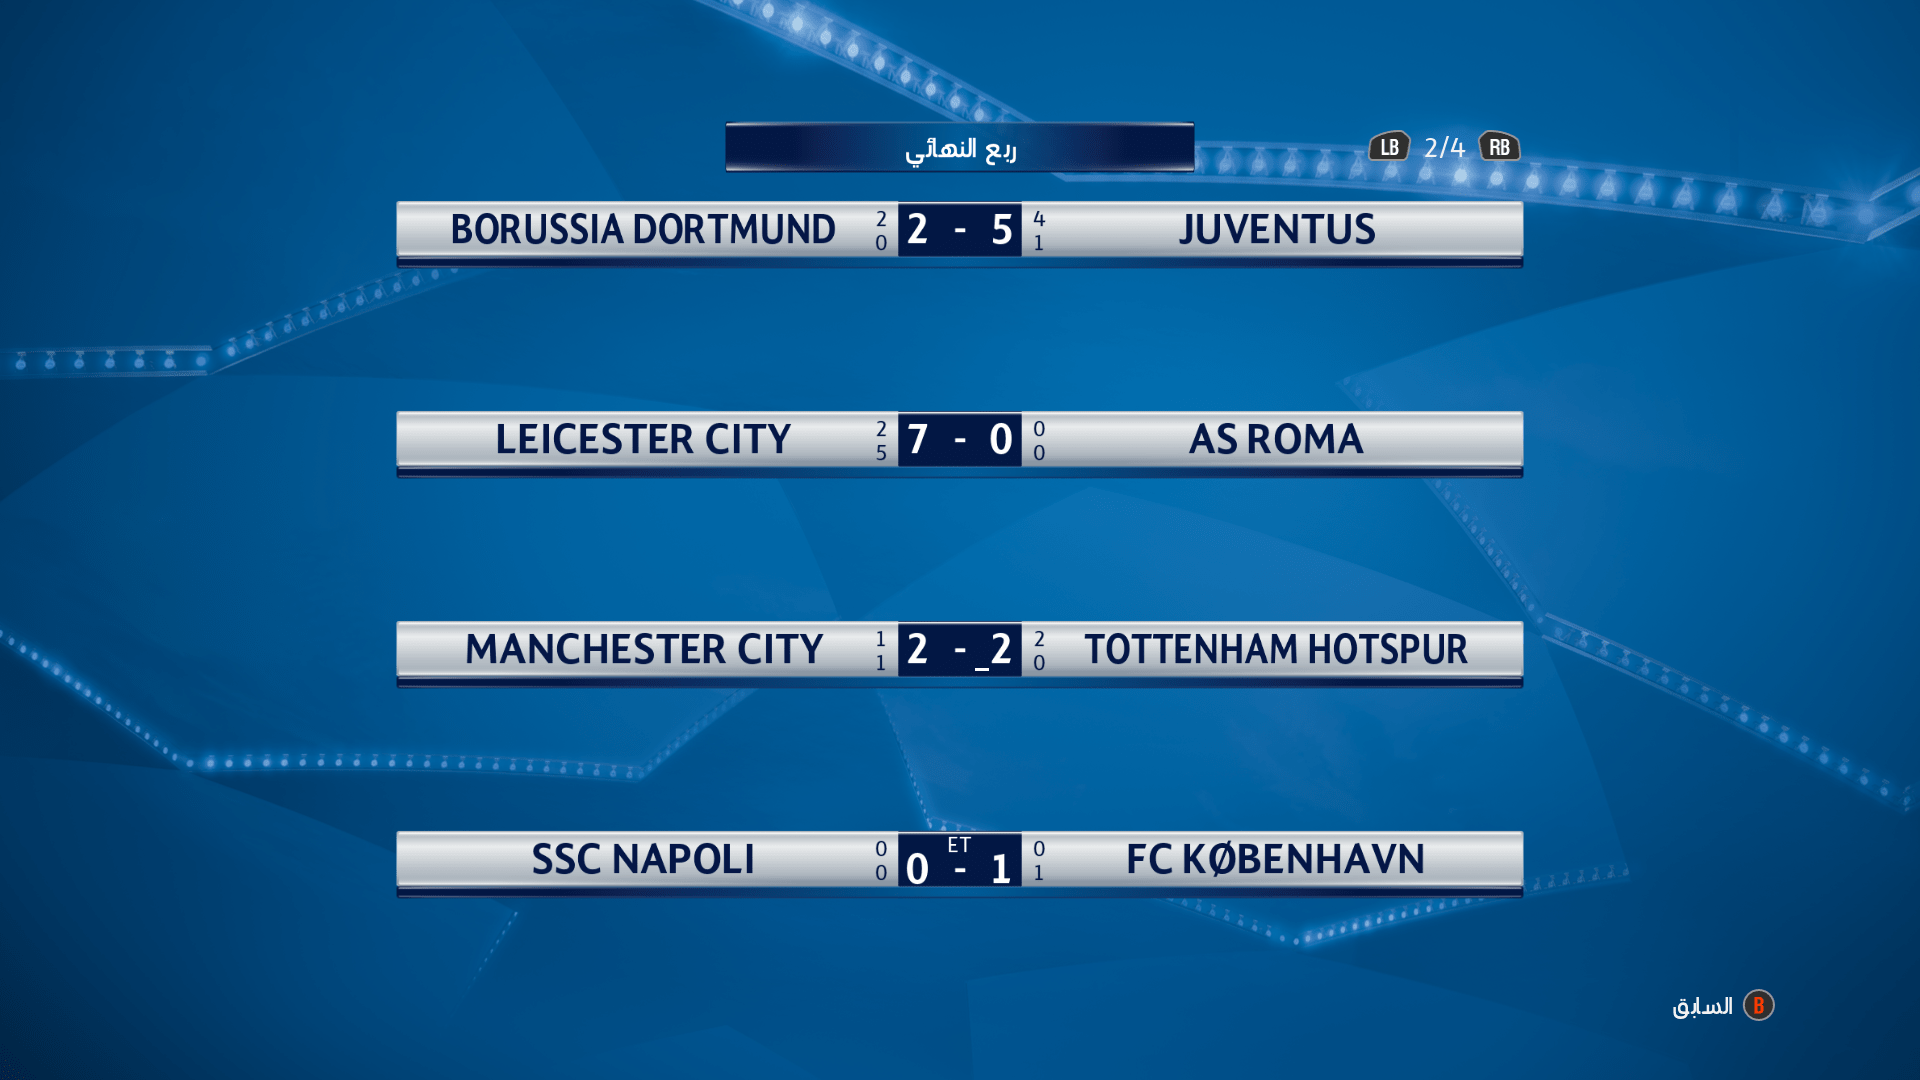 ربع النهائي
LB 2/4 RB
BORUSSIA DORTMUND 2 0 2 - 5 4 1 JUVENTUS
LEICESTER CITY 2 5 7 - 0 0 0 AS ROMA
MANCHESTER CITY 1 1 2 - _2 2 0 TOTTENHAM HOTSPUR
SSC NAPOLI 0 0 ET 0 - 1 0 1 FC KØBENHAVN
السابق B